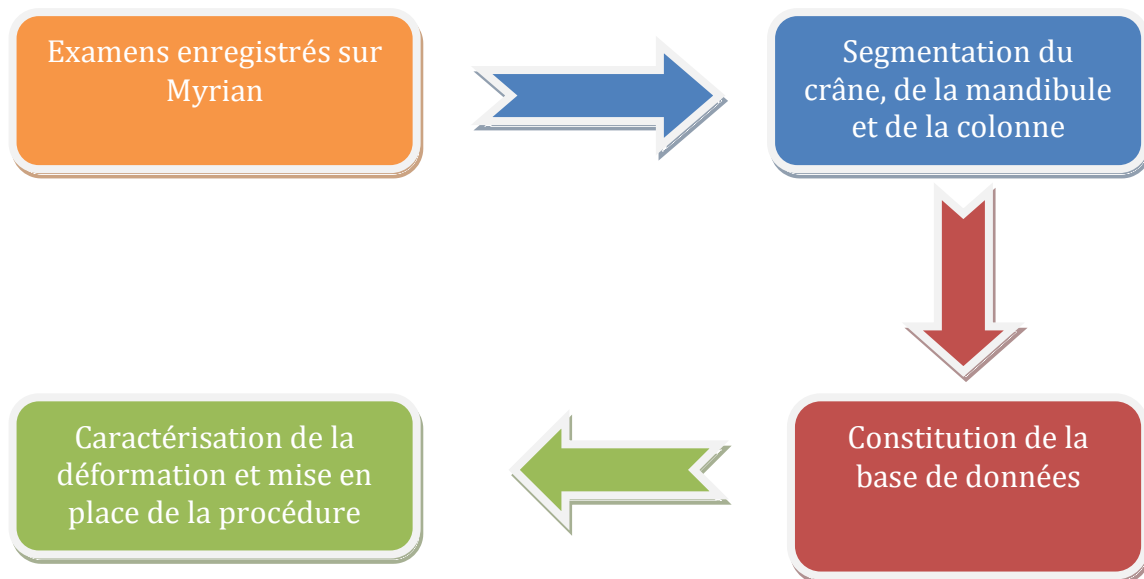 Examens enregistrés sur
Myrian
Segmentation du
crâne, de la mandibule
et de la colonne
Constitution de la
base de données
Caractérisation de la
déformation et mise en
place de la procédure